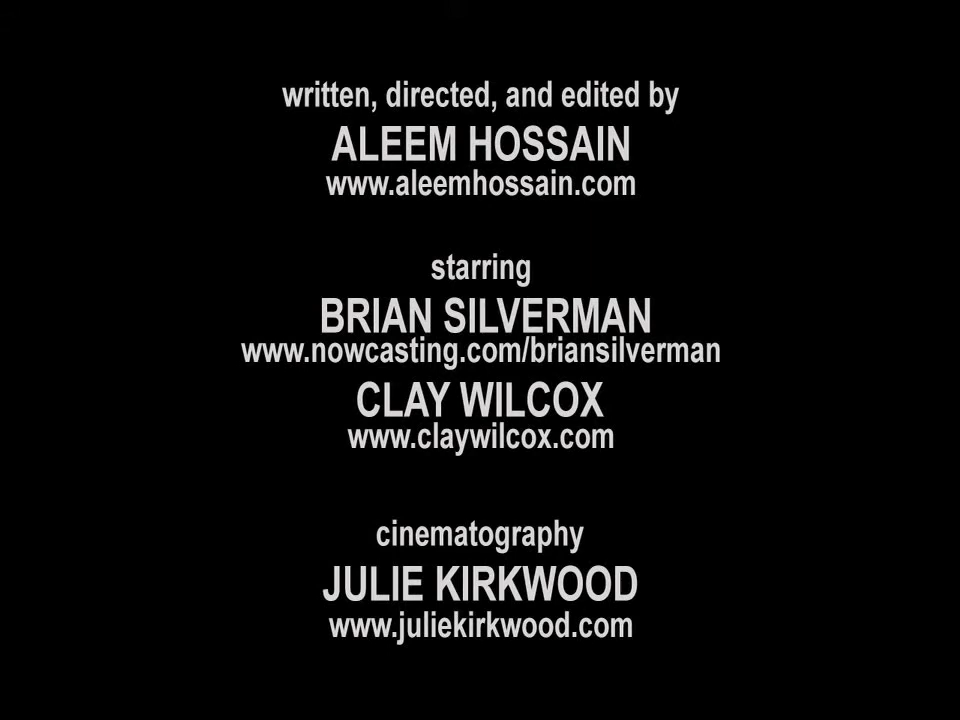 written, directed, and edited by
ALEEM HOSSAIN
www.aleemhossain.com
starring
BRIAN SILVERMAN
www.nowcasting.com/briansilverman
CLAY WILCOX
www.claywilcox.com
cinematography
JULIE KIRKWOOD
www.juliekirkwood.com